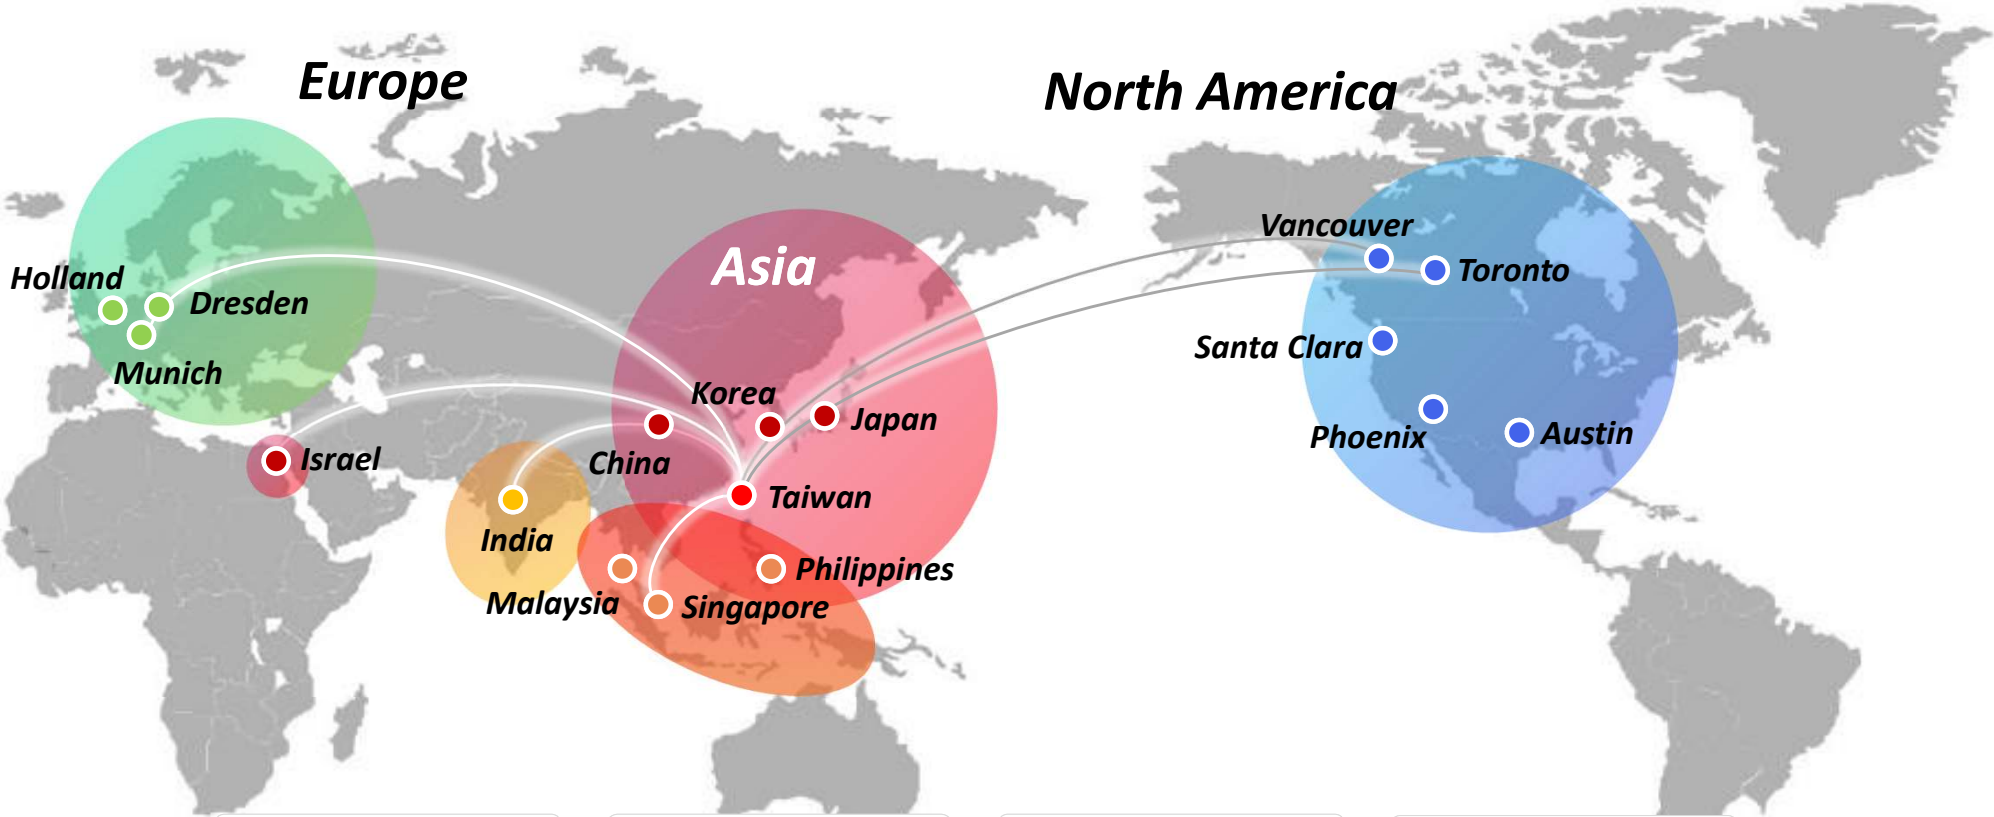 Europe
North America
Asia
Vancouver
Toronto
Holland
Dresden
Munich
Santa Clara
Korea
Japan
Phoenix
Austin
Israel
China
Taiwan
India
Philippines
Malaysia
Singapore